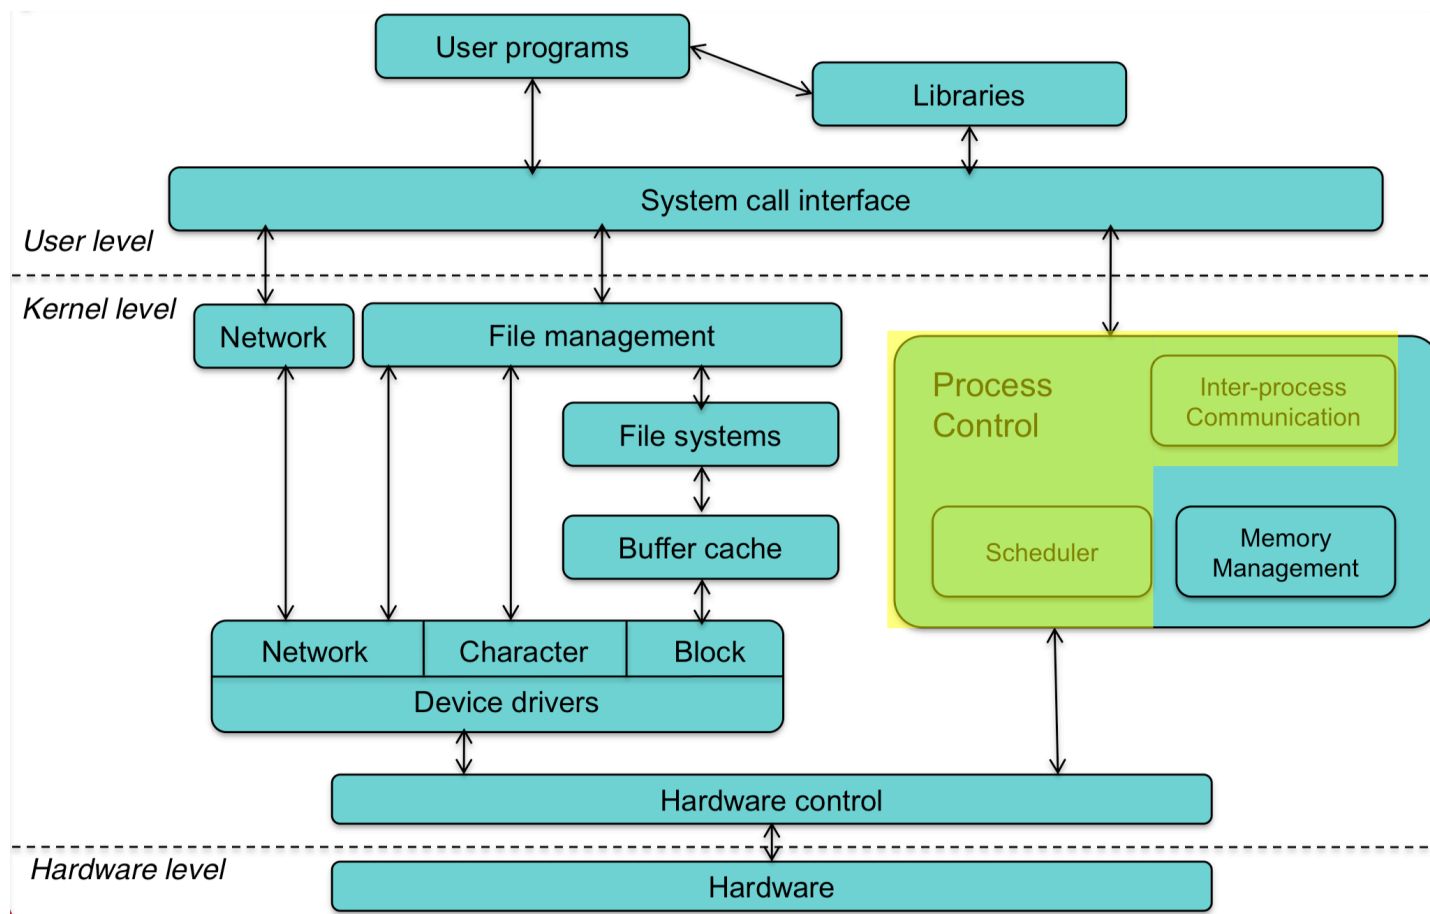 User programs
Libraries
System call interface
User level
Kernel level
Network
File management
Process
Control
Inter-process
Communication
File systems
Buffer cache
Scheduler
Memory
Management
Network
Character
Block
Device drivers
Hardware control
Hardware level
Hardware